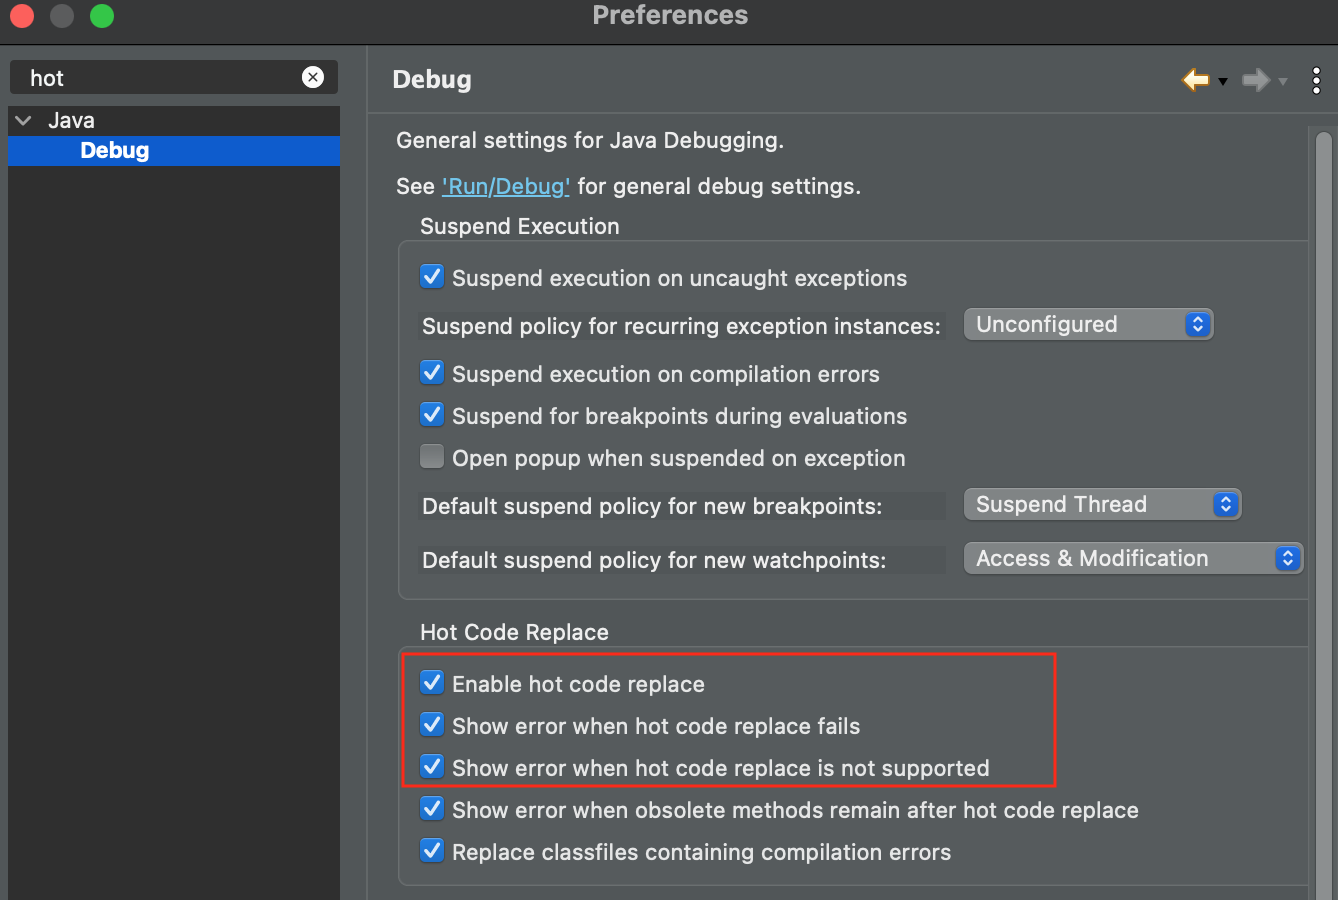 Preferences
hot
Java
Debug
Debug
General settings for Java Debugging.
See 'Run/Debug' for general debug settings.
Suspend Execution
Suspend execution on uncaught exceptions
Suspend policy for recurring exception instances: Unconfigured
Suspend execution on compilation errors
Suspend for breakpoints during evaluations
Open popup when suspended on exception
Default suspend policy for new breakpoints: Suspend Thread
Default suspend policy for new watchpoints: Access & Modification
Hot Code Replace
Enable hot code replace
Show error when hot code replace fails
Show error when hot code replace is not supported
Show error when obsolete methods remain after hot code replace
Replace classfiles containing compilation errors